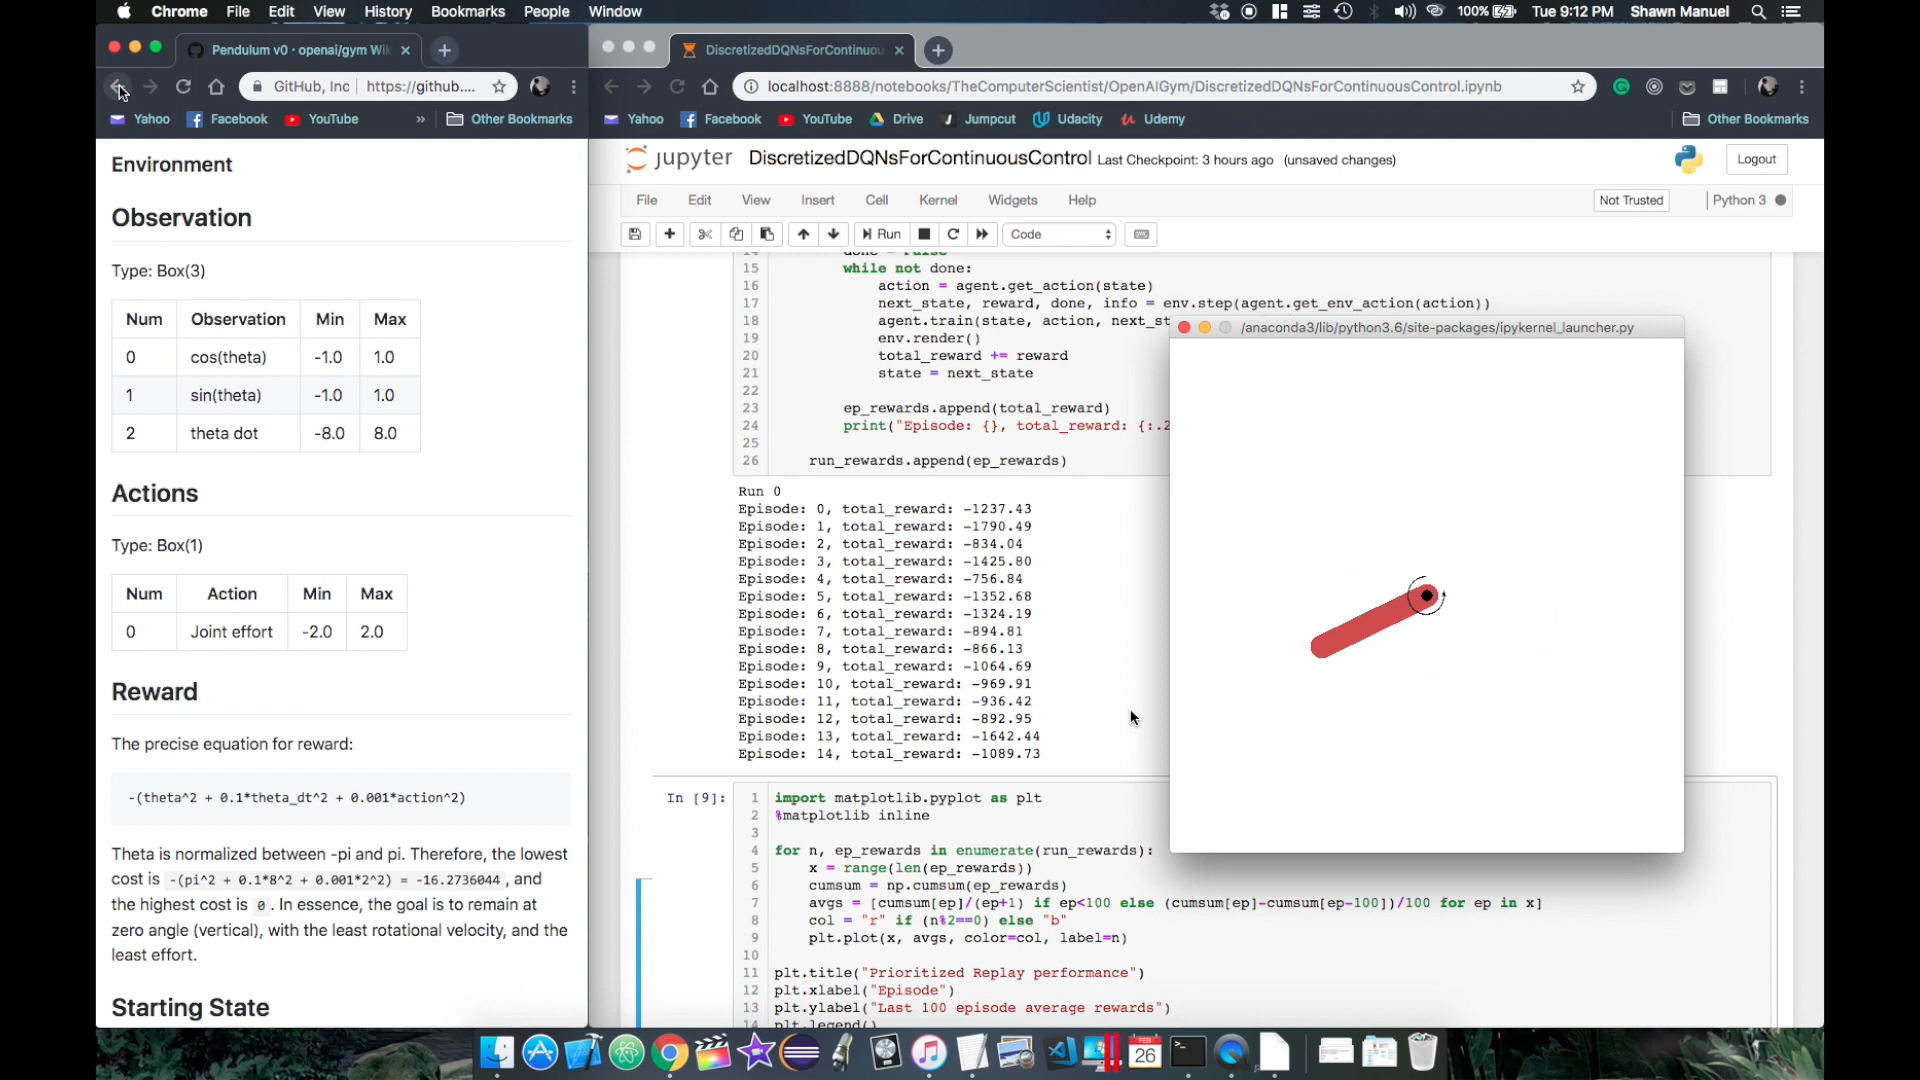 Chrome File Edit View History Bookmarks People Window 100% Tue 9:12 PM Shawn Manuel
Pendulum v0 · openai/gym Wik
GitHub, Inc https://github....
Yahoo Facebook YouTube » Other Bookmarks
Environment
Observation
Type: Box(3)
Num Observation Min Max
0 cos(theta) -1.0 1.0
1 sin(theta) -1.0 1.0
2 theta dot -8.0 8.0
Actions
Type: Box(1)
Num Action Min Max
0 Joint effort -2.0 2.0
Reward
The precise equation for reward:
-(theta^2 + 0.1*theta_dt^2 + 0.001*action^2)
Theta is normalized between -pi and pi. Therefore, the lowest
cost is -(pi^2 + 0.1*8^2 + 0.001*2^2) = -16.2736044 , and
the highest cost is 0 . In essence, the goal is to remain at
zero angle (vertical), with the least rotational velocity, and the
least effort.
Starting State
DiscretizedDQNsForContinuou
localhost:8888/notebooks/TheComputerScientist/OpenAIGym/DiscretizedDQNsForContinuousControl.ipynb
Yahoo Facebook YouTube Drive Jumpcut Udacity Udemy Other Bookmarks
jupyter DiscretizedDQNsForContinuousControl Last Checkpoint: 3 hours ago (unsaved changes) Logout
File Edit View Insert Cell Kernel Widgets Help Not Trusted Python 3
Run Code
14 done = False
15 while not done:
16 action = agent.get_action(state)
17 next_state, reward, done, info = env.step(agent.get_env_action(action))
18 agent.train(state, action, next_st
19 env.render()
20 total_reward += reward
21 state = next_state
22
23 ep_rewards.append(total_reward)
24 print("Episode: {}, total_reward: {:.2
25
26 run_rewards.append(ep_rewards)
/anaconda3/lib/python3.6/site-packages/ipykernel_launcher.py
Run 0
Episode: 0, total_reward: -1237.43
Episode: 1, total_reward: -1790.49
Episode: 2, total_reward: -834.04
Episode: 3, total_reward: -1425.80
Episode: 4, total_reward: -756.84
Episode: 5, total_reward: -1352.68
Episode: 6, total_reward: -1324.19
Episode: 7, total_reward: -894.81
Episode: 8, total_reward: -866.13
Episode: 9, total_reward: -1064.69
Episode: 10, total_reward: -969.91
Episode: 11, total_reward: -936.42
Episode: 12, total_reward: -892.95
Episode: 13, total_reward: -1642.44
Episode: 14, total_reward: -1089.73
In [9]: 1 import matplotlib.pyplot as plt
2 %matplotlib inline
3
4 for n, ep_rewards in enumerate(run_rewards):
5 x = range(len(ep_rewards))
6 cumsum = np.cumsum(ep_rewards)
7 avgs = [cumsum[ep]/(ep+1) if ep<100 else (cumsum[ep]-cumsum[ep-100])/100 for ep in x]
8 col = "r" if (n%2==0) else "b"
9 plt.plot(x, avgs, color=col, label=n)
10
11 plt.title("Prioritized Replay performance")
12 plt.xlabel("Episode")
13 plt.ylabel("Last 100 episode average rewards")
14 plt.legend()
FEB
26